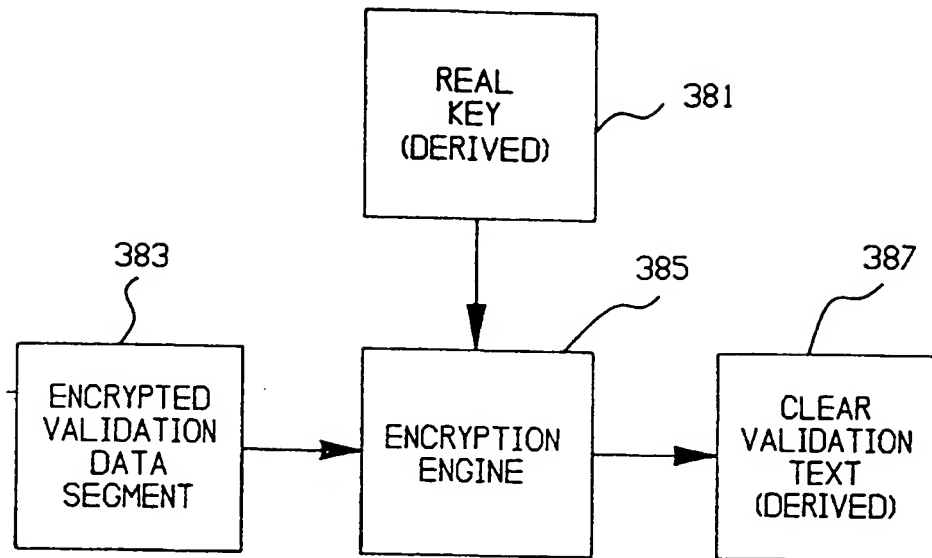 REAL
KEY
(DERIVED)
381
383
385
387
ENCRYPTED
VALIDATION
DATA
SEGMENT
ENCRYPTION
ENGINE
CLEAR
VALIDATION
TEXT
(DERIVED)